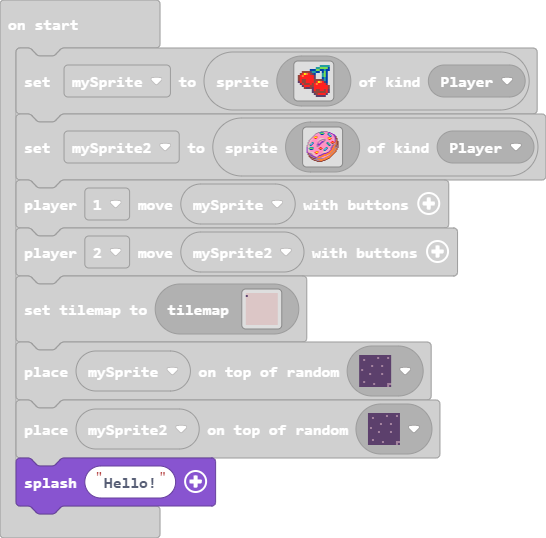 on start
set mySprite to sprite of kind Player
set mySprite2 to sprite of kind Player
player 1 move mySprite with buttons
player 2 move mySprite2 with buttons
set tilemap to tilemap
place mySprite on top of random
place mySprite2 on top of random
splash "Hello!"